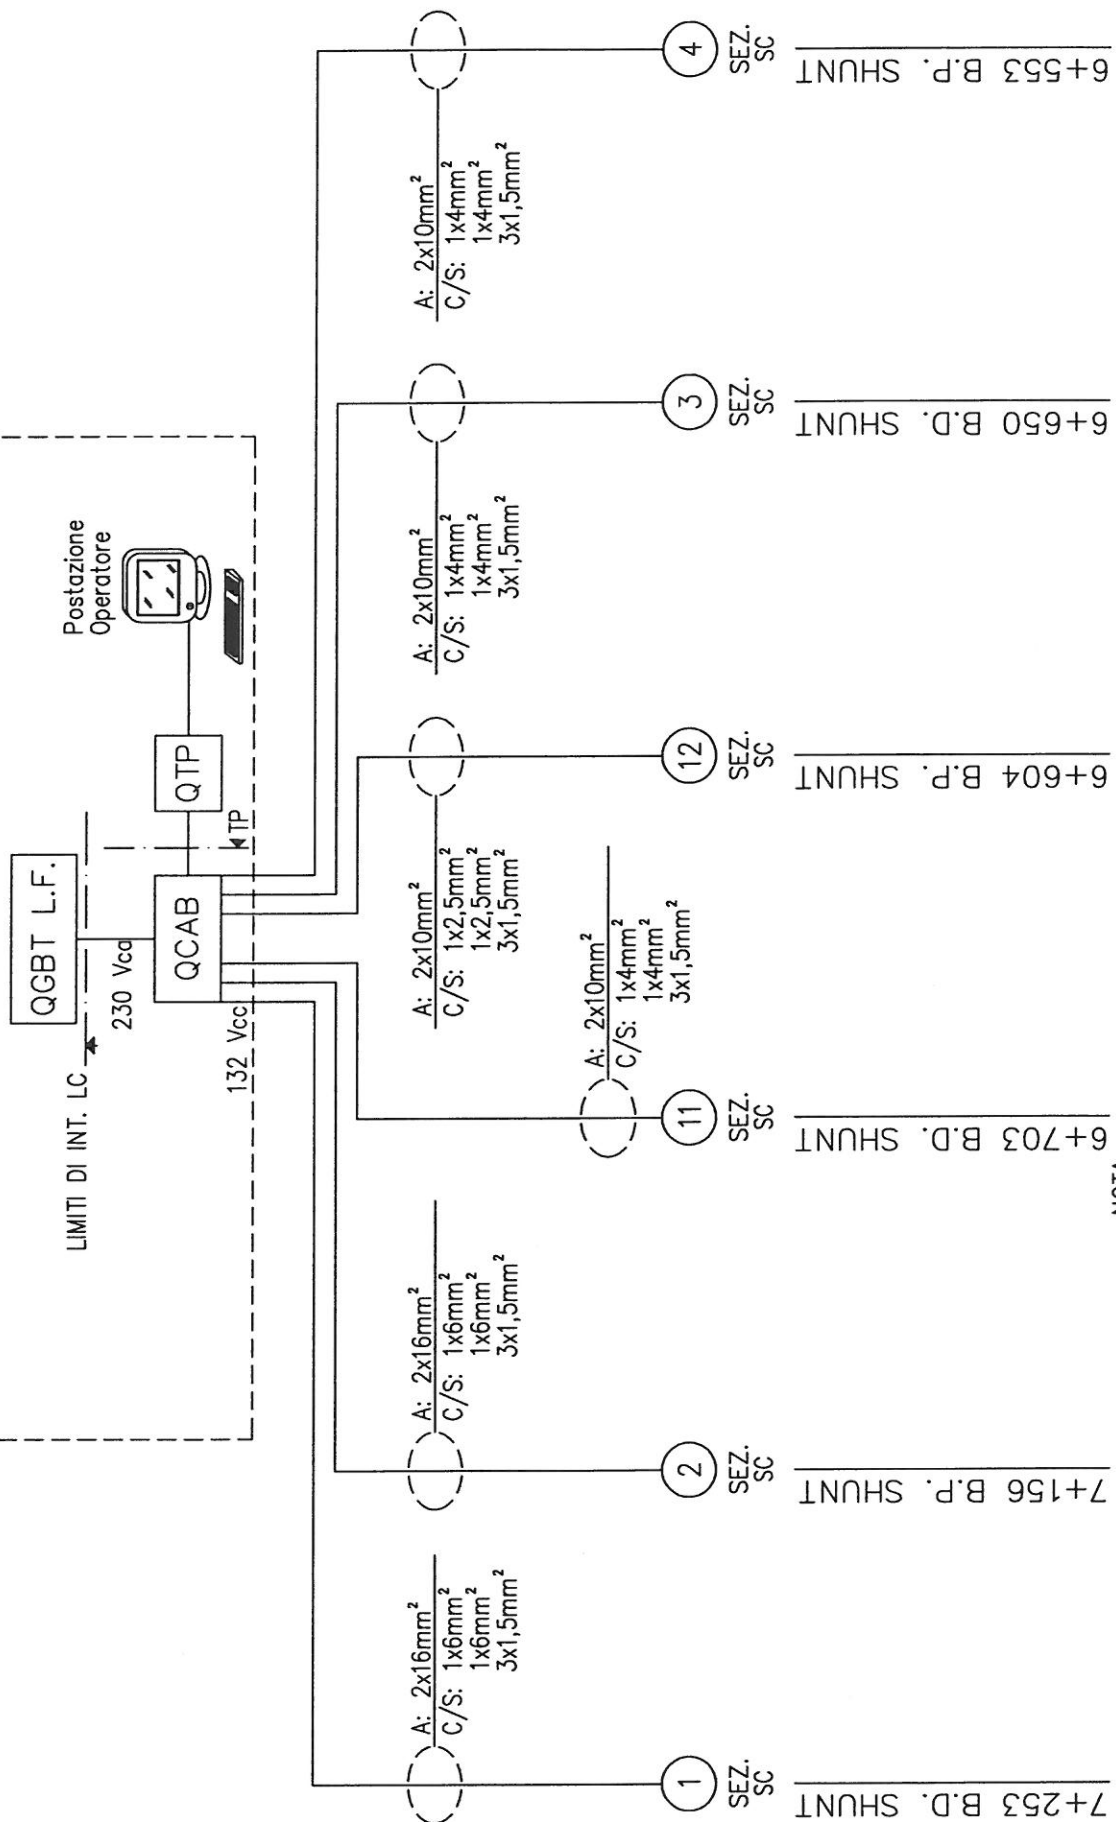 QGBT L.F.
LIMITI DI INT. LC
230 Vca
QCAB
TP
QTP
Postazione
Operatore
132 Vcc
A: 2x16mm²
C/S: 1x6mm²
1x6mm²
3x1,5mm²
A: 2x16mm²
C/S: 1x6mm²
1x6mm²
3x1,5mm²
A: 2x10mm²
C/S: 1x4mm²
1x4mm²
3x1,5mm²
A: 2x10mm²
C/S: 1x2,5mm²
1x2,5mm²
3x1,5mm²
A: 2x10mm²
C/S: 1x4mm²
1x4mm²
3x1,5mm²
A: 2x10mm²
C/S: 1x4mm²
1x4mm²
3x1,5mm²
1
SEZ.
SC
7+253 B.D. SHUNT
2
SEZ.
SC
7+156 B.P. SHUNT
11
SEZ.
SC
6+703 B.D. SHUNT
12
SEZ.
SC
6+604 B.P. SHUNT
3
SEZ.
SC
6+650 B.D. SHUNT
4
SEZ.
SC
6+553 B.P. SHUNT